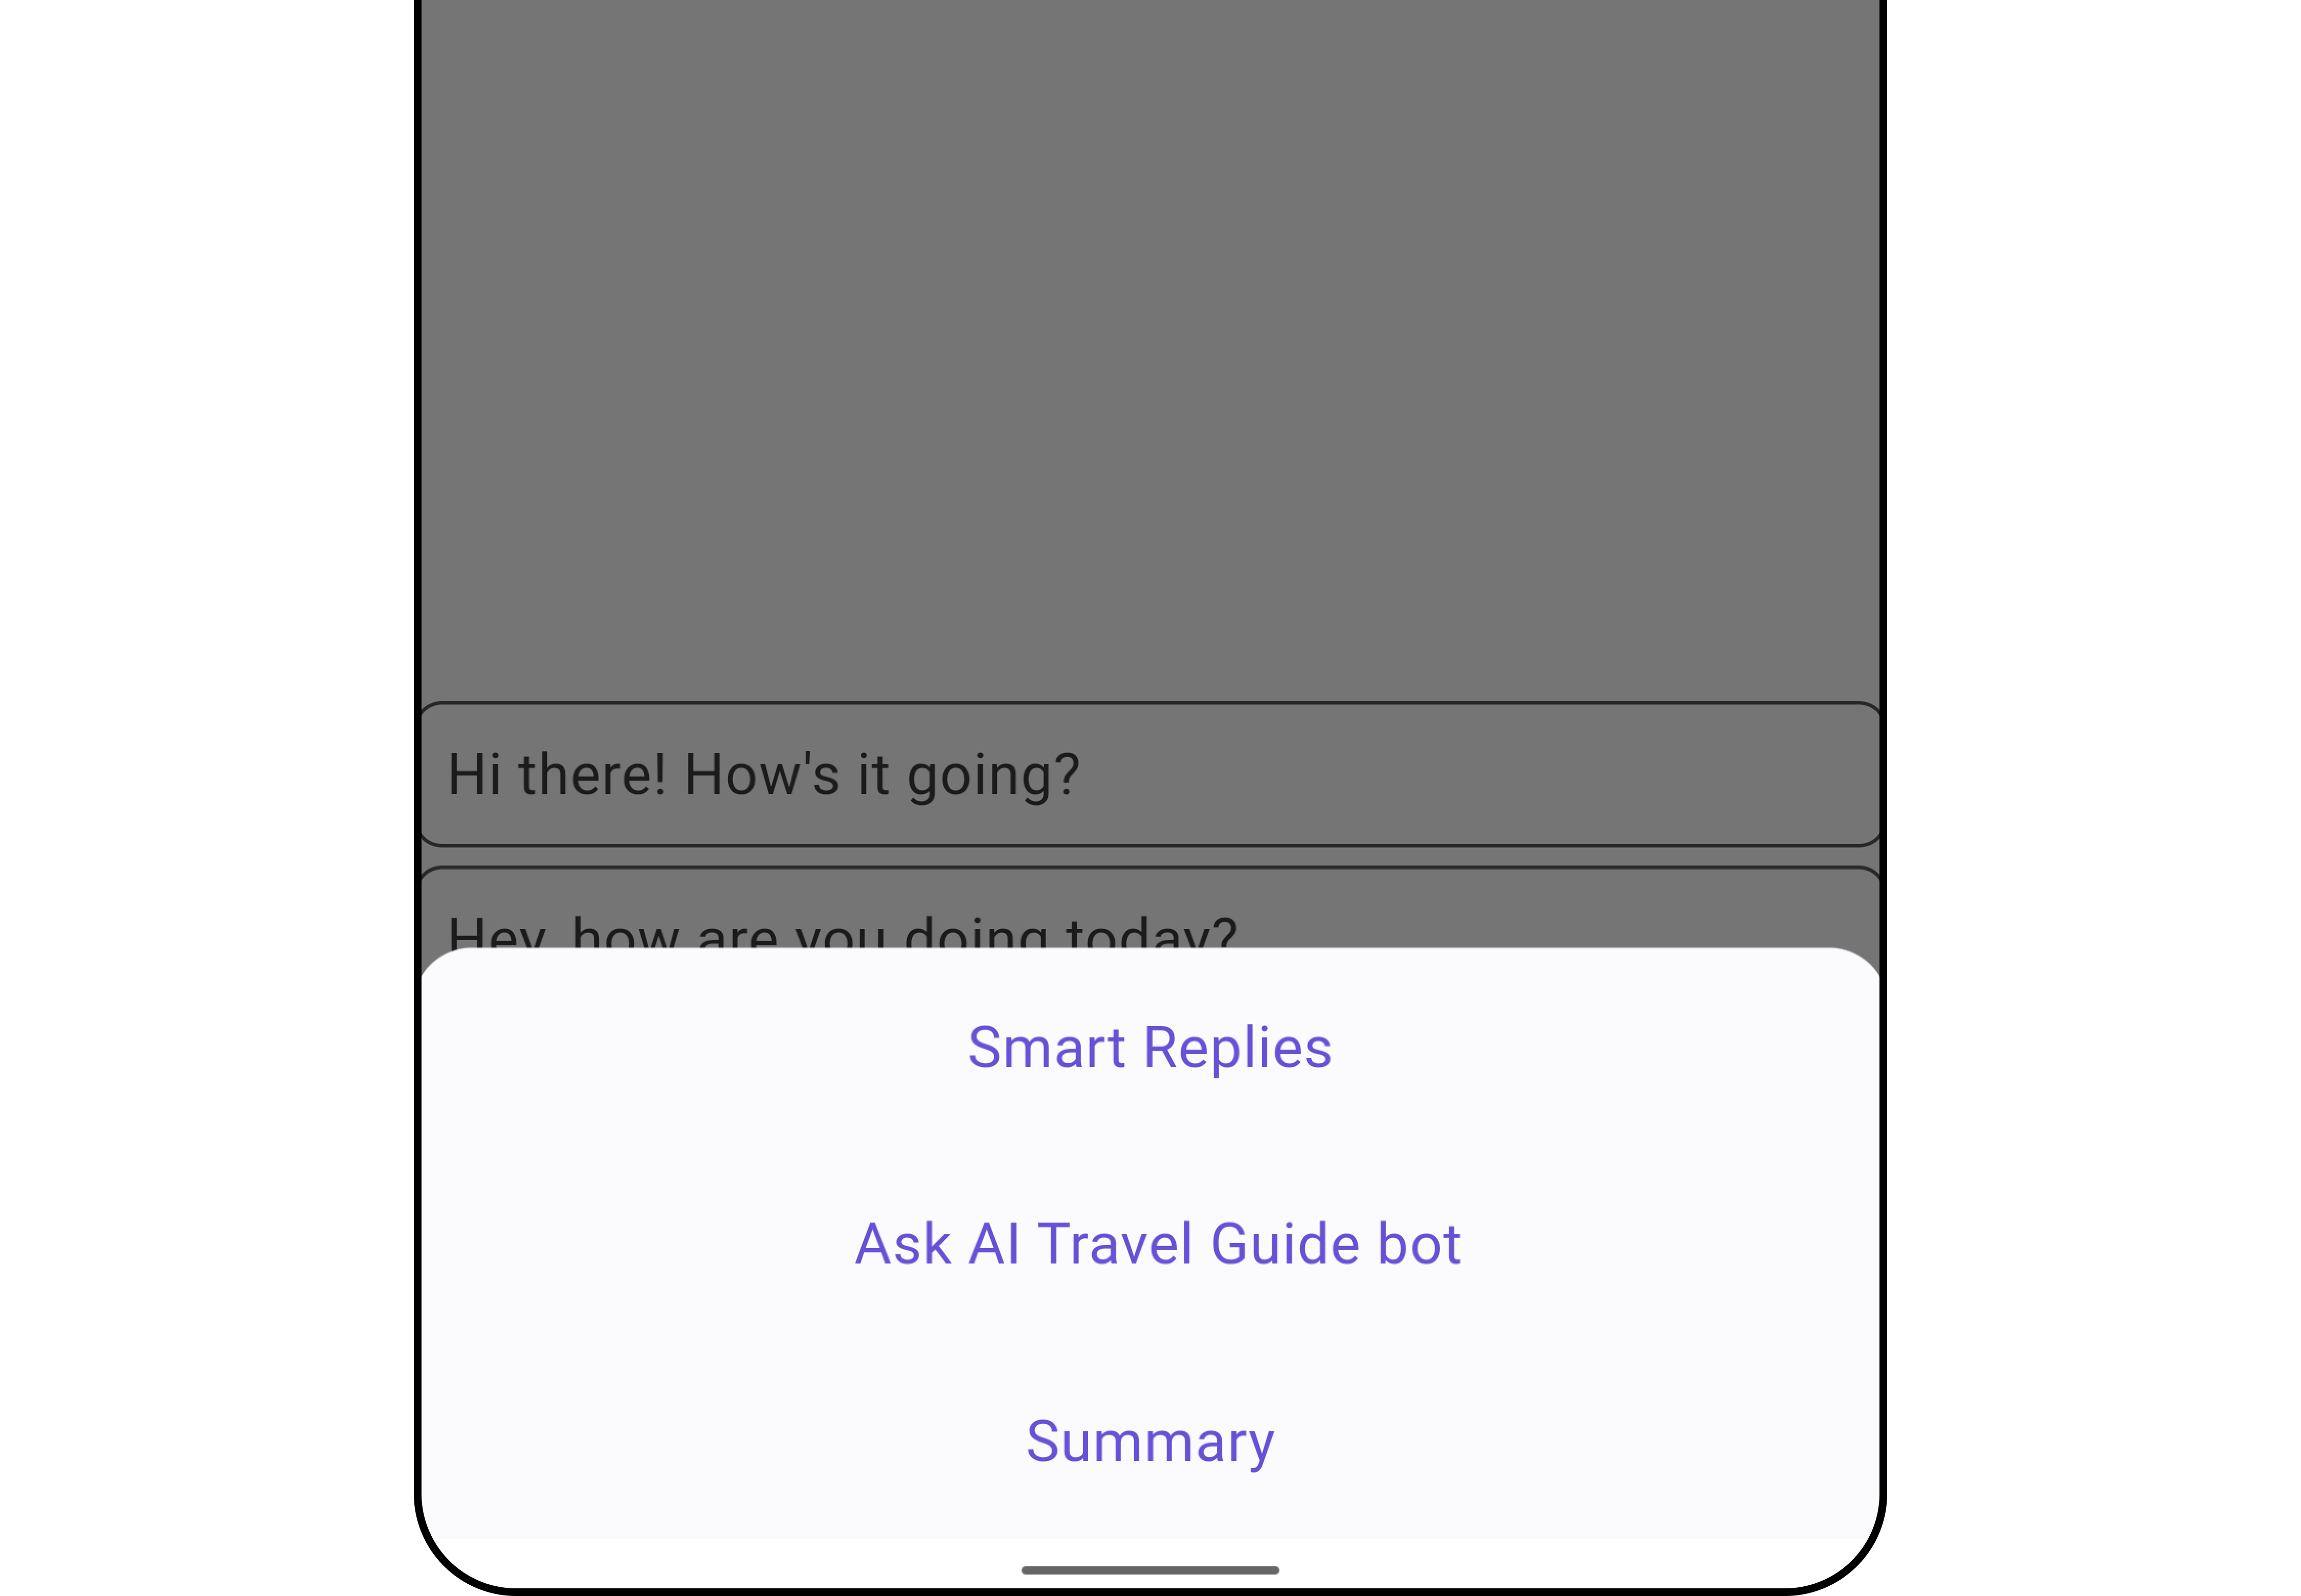 Hi there! How's it going?
Hey, how are you doing today?
Smart Replies
Ask AI Travel Guide bot
Summary